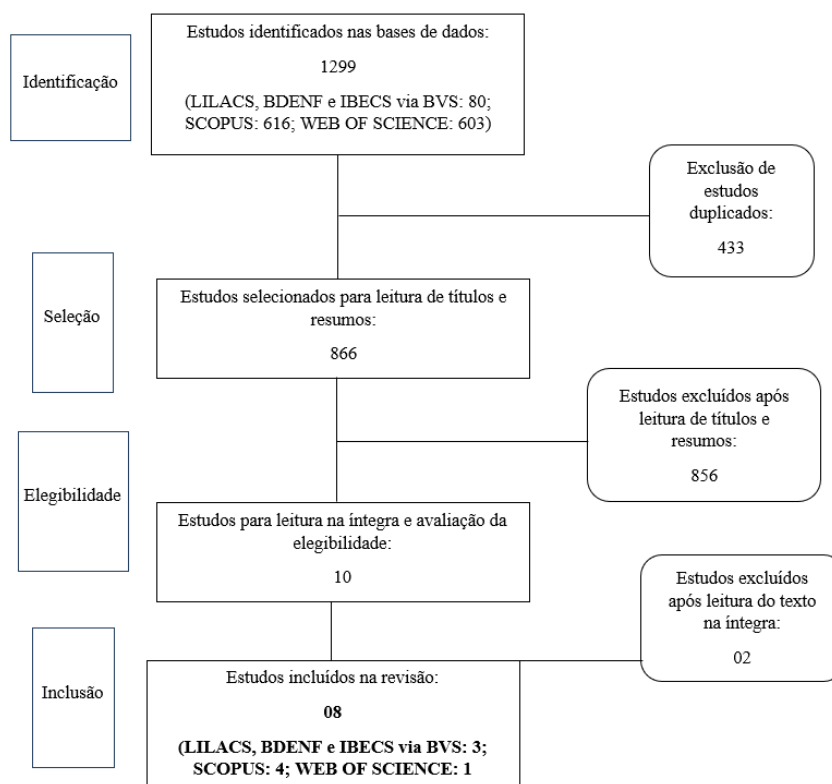 Identificação
Estudos identificados nas bases de dados:
1299
(LILACS, BDENF e IBECS via BVS: 80;
SCOPUS: 616; WEB OF SCIENCE: 603)
Exclusão de
estudos
duplicados:
433
Seleção
Estudos selecionados para leitura de títulos e
resumos:
866
Estudos excluídos após
leitura de títulos e
resumos:
856
Elegibilidade
Estudos para leitura na íntegra e avaliação da
elegibilidade:
10
Estudos excluídos
após leitura do texto
na íntegra:
02
Inclusão
Estudos incluídos na revisão:
08
(LILACS, BDENF e IBECS via BVS: 3;
SCOPUS: 4; WEB OF SCIENCE: 1